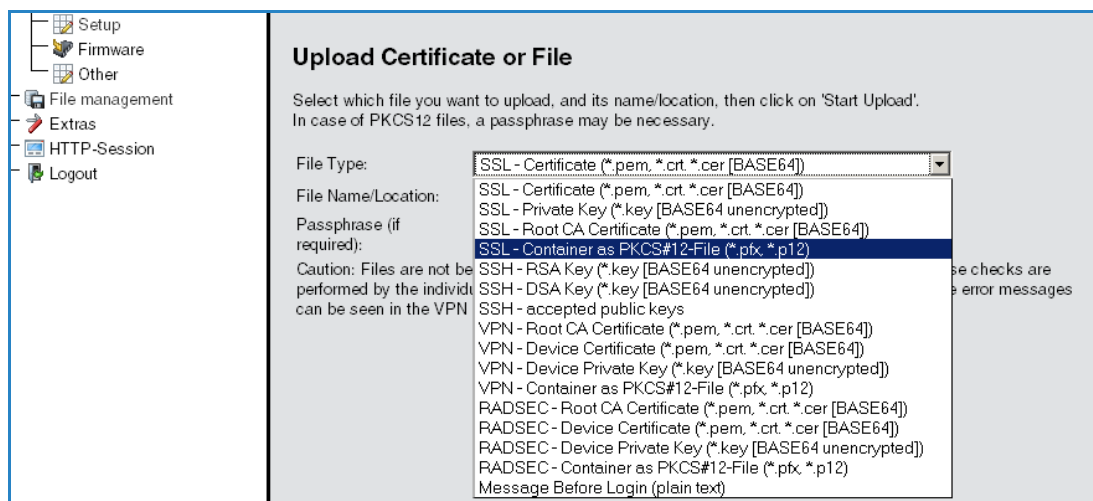 Setup
Firmware
Other
File management
Extras
HTTP-Session
Logout
Upload Certificate or File
Select which file you want to upload, and its name/location, then click on 'Start Upload'.
In case of PKCS12 files, a passphrase may be necessary.
File Type:
SSL - Certificate (*.pem, *.crt. *.cer [BASE64])
File Name/Location:
Passphrase (if
required):
SSL - Certificate (*.pem, *.crt. *.cer [BASE64])
SSL - Private Key (*.key [BASE64 unencrypted])
SSL - Root CA Certificate (*.pem, *.crt. *.cer [BASE64])
SSL - Container as PKCS#12-File (*.pfx, *.p12)
SSH - RSA Key (*.key [BASE64 unencrypted])
SSH - DSA Key (*.key [BASE64 unencrypted])
SSH - accepted public keys
VPN - Root CA Certificate (*.pem, *.crt. *.cer [BASE64])
VPN - Device Certificate (*.pem, *.crt. *.cer [BASE64])
VPN - Device Private Key (*.key [BASE64 unencrypted])
VPN - Container as PKCS#12-File (*.pfx, *.p12)
RADSEC - Root CA Certificate (*.pem, *.crt. *.cer [BASE64])
RADSEC - Device Certificate (*.pem, *.crt. *.cer [BASE64])
RADSEC - Device Private Key (*.key [BASE64 unencrypted])
RADSEC - Container as PKCS#12-File (*.pfx, *.p12)
Message Before Login (plain text)
Caution: Files are not be se checks are
performed by the individu e error messages
can be seen in the VPN